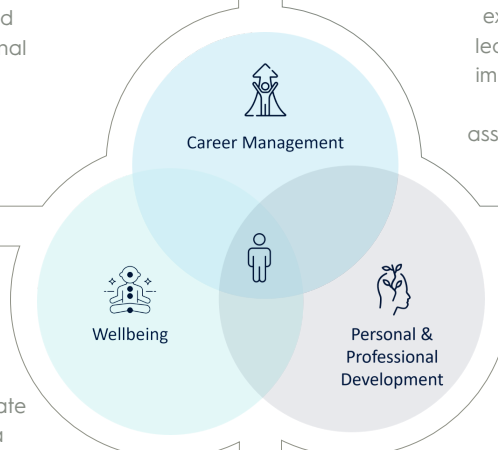 Career Management
Wellbeing
Personal &
Professional
Development